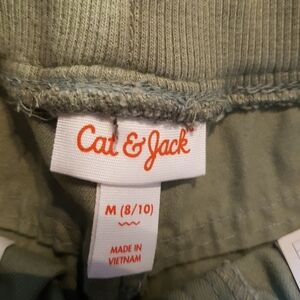 Cat & Jack
M (8/10)
MADE IN
VIETNAM